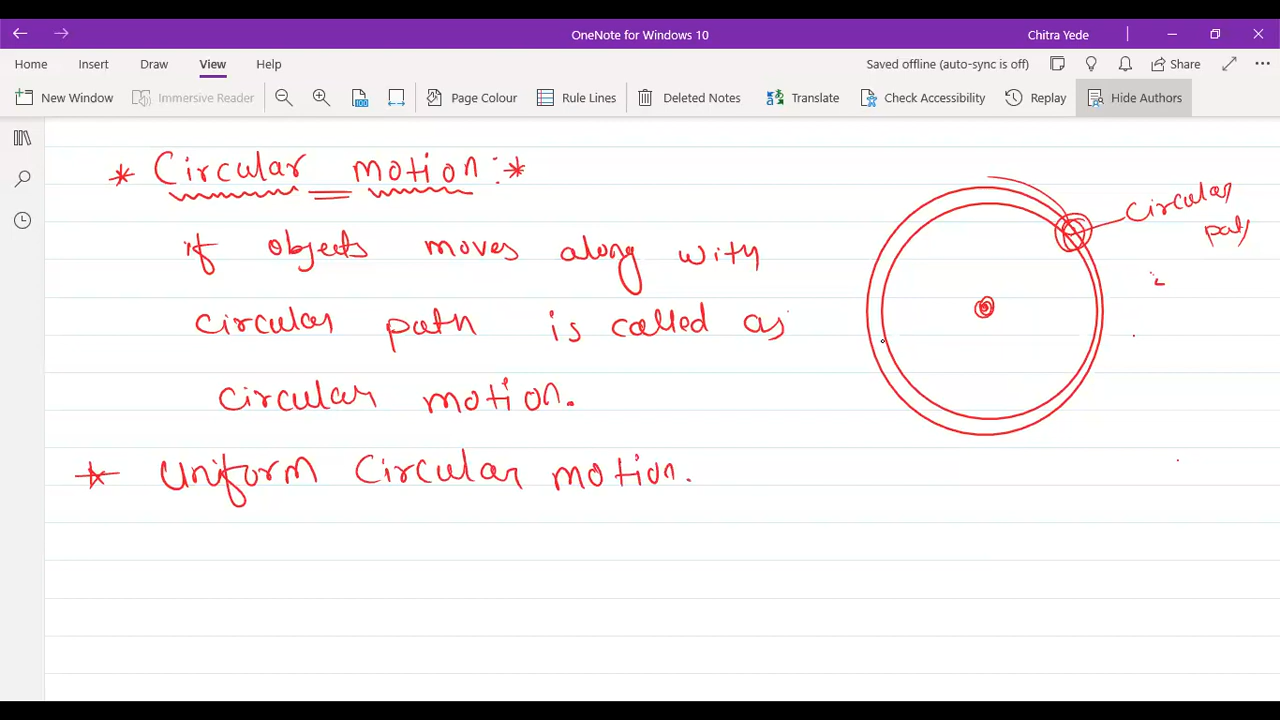 OneNote for Windows 10
Chitra Yede
Home Insert Draw View Help
Saved offline (auto-sync is off) Share
New Window Immersive Reader Page Colour Rule Lines Deleted Notes Translate Check Accessibility Replay Hide Authors
* Circular motion :*
if objects moves along with
circular path is called as
circular motion.
* Uniform Circular motion.
Circular
path